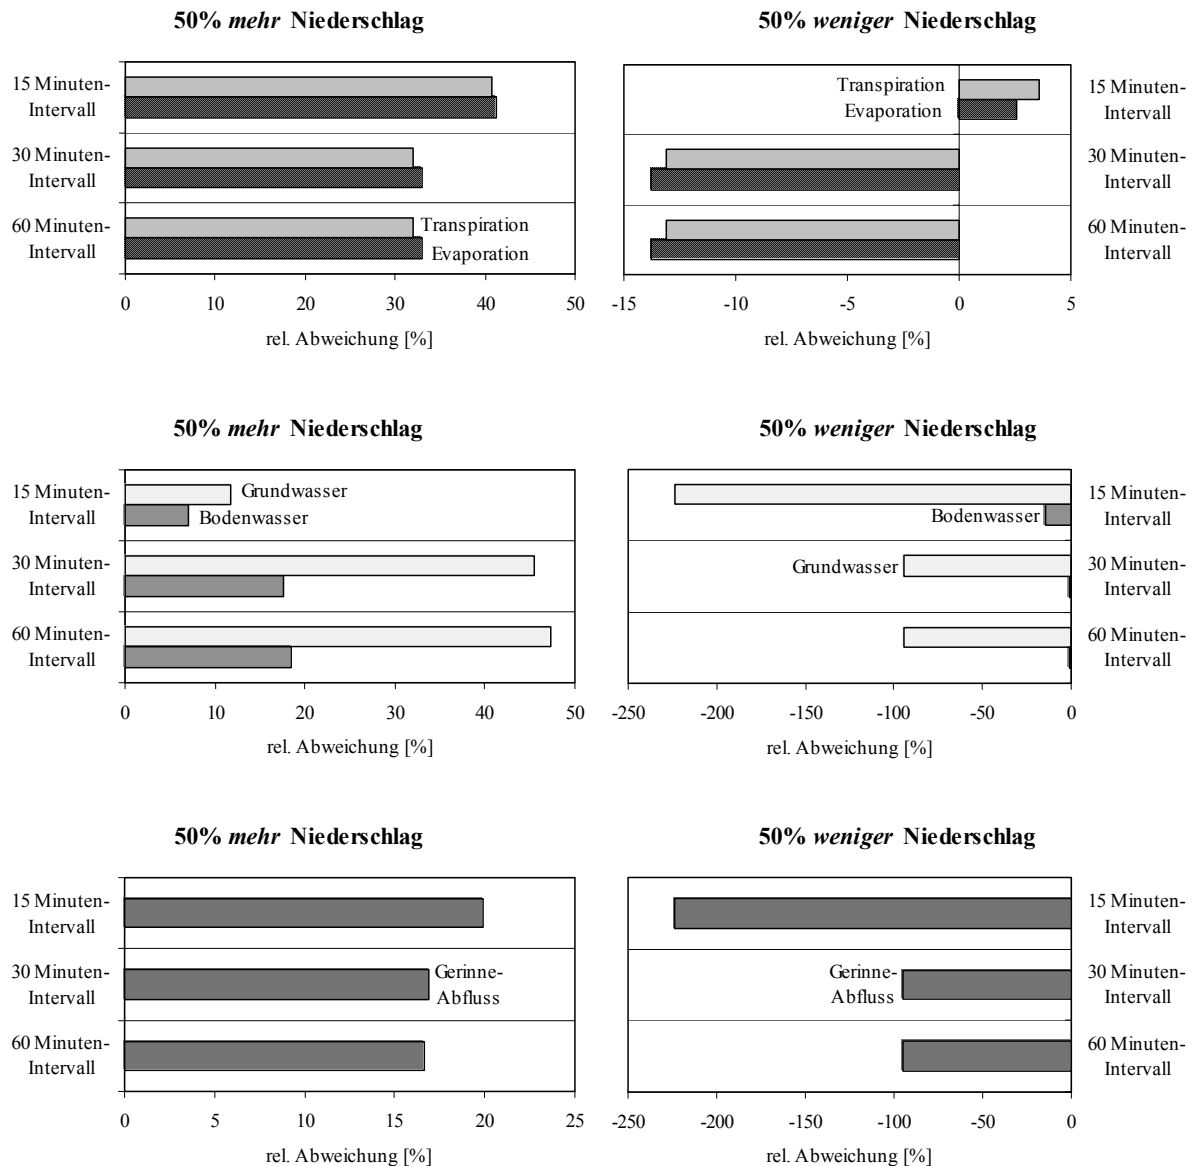 50% mehr Niederschlag
15 Minuten-
Intervall
30 Minuten-
Intervall
60 Minuten-
Intervall
Transpiration
Evaporation
0 10 20 30 40 50
rel. Abweichung [%]
50% weniger Niederschlag
Transpiration
Evaporation
15 Minuten-
Intervall
30 Minuten-
Intervall
60 Minuten-
Intervall
-15 -10 -5 0 5
rel. Abweichung [%]
50% mehr Niederschlag
15 Minuten-
Intervall
Grundwasser
Bodenwasser
30 Minuten-
Intervall
60 Minuten-
Intervall
0 10 20 30 40 50
rel. Abweichung [%]
50% weniger Niederschlag
Bodenwasser
15 Minuten-
Intervall
Grundwasser
30 Minuten-
Intervall
60 Minuten-
Intervall
-250 -200 -150 -100 -50 0
rel. Abweichung [%]
50% mehr Niederschlag
15 Minuten-
Intervall
30 Minuten-
Intervall
Gerinne-
Abfluss
60 Minuten-
Intervall
0 5 10 15 20 25
rel. Abweichung [%]
50% weniger Niederschlag
15 Minuten-
Intervall
Gerinne-
Abfluss
30 Minuten-
Intervall
60 Minuten-
Intervall
-250 -200 -150 -100 -50 0
rel. Abweichung [%]